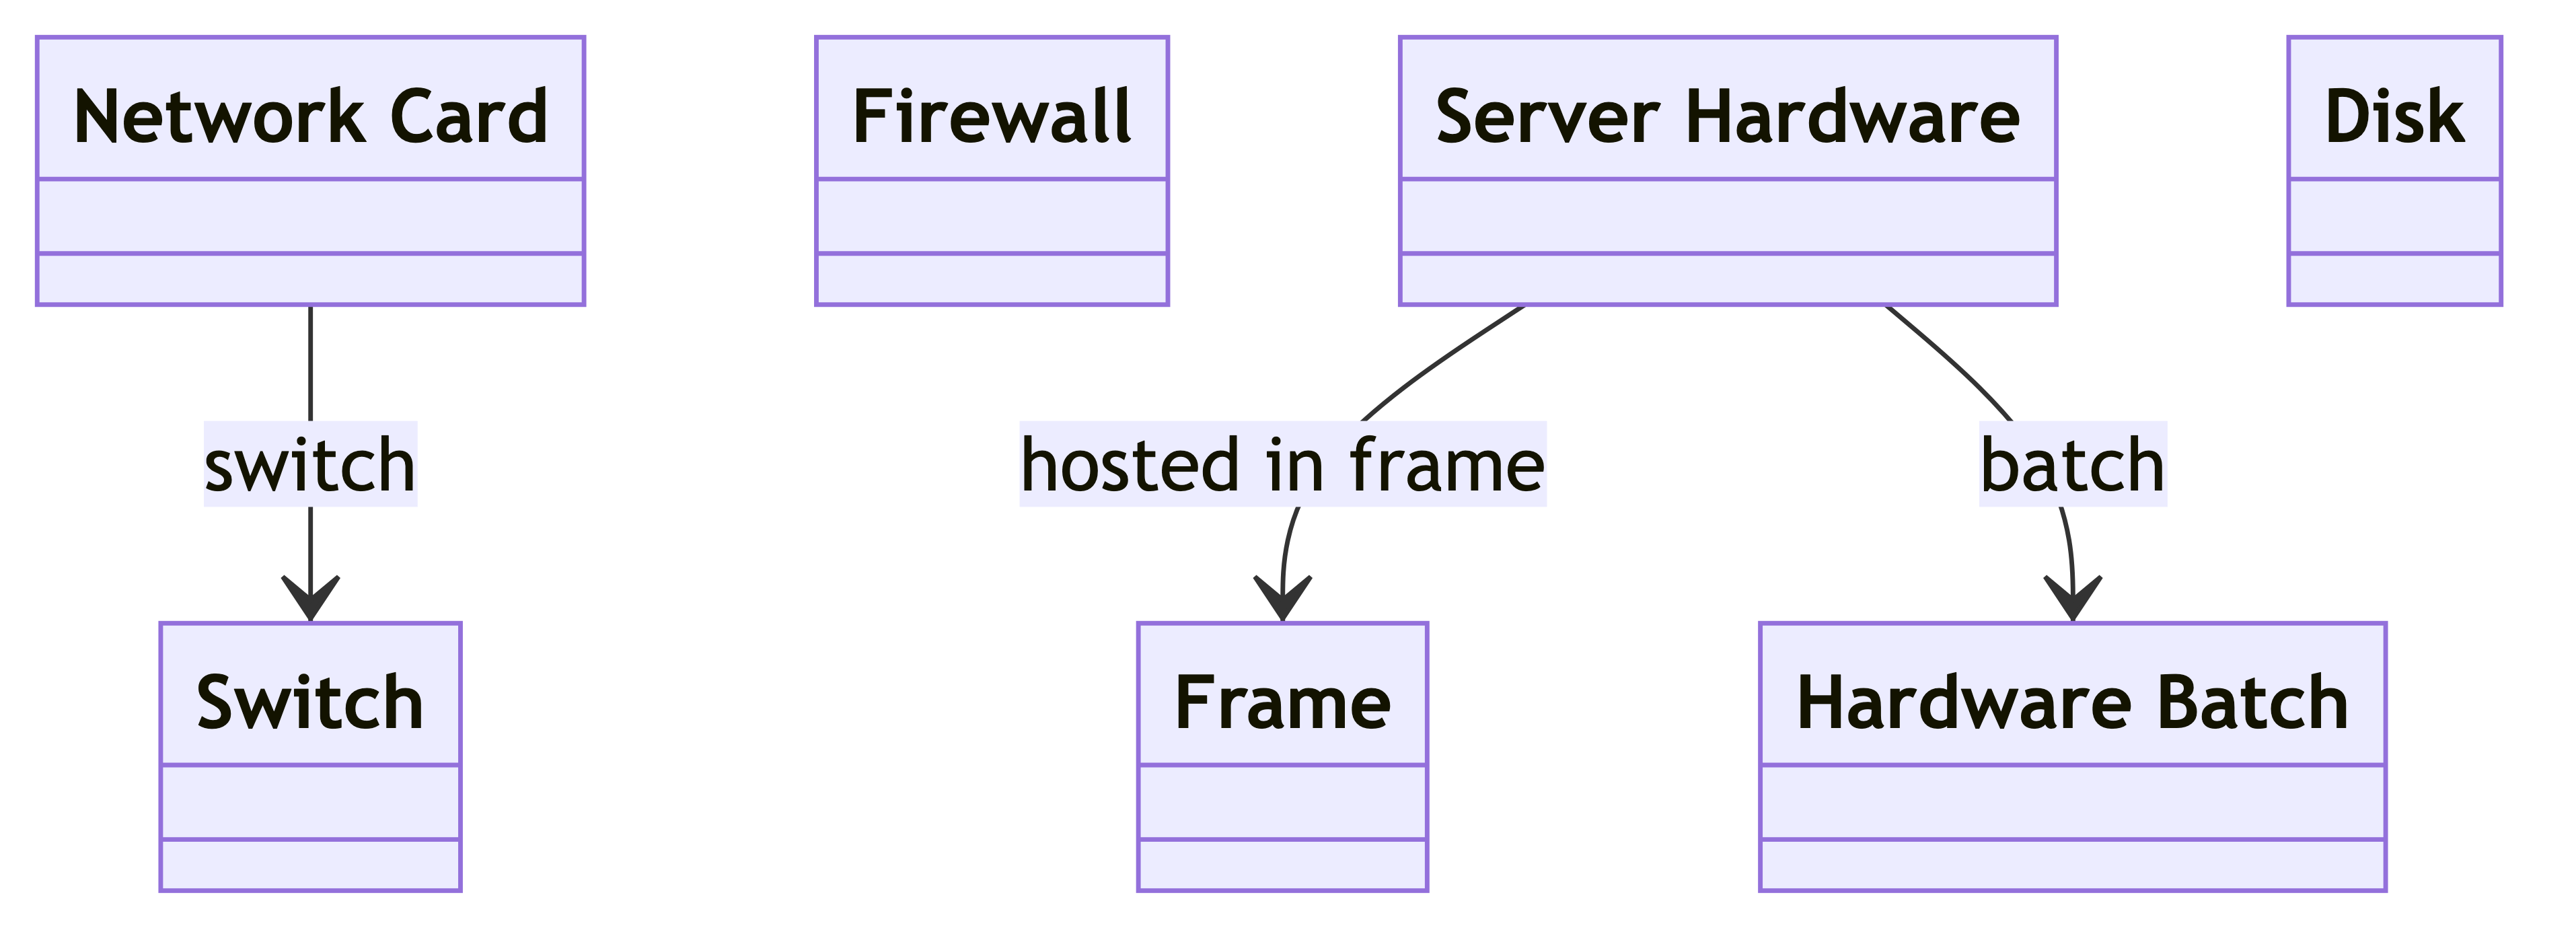 Network Card
Firewall
Server Hardware
Disk
switch
hosted in frame
batch
Switch
Frame
Hardware Batch